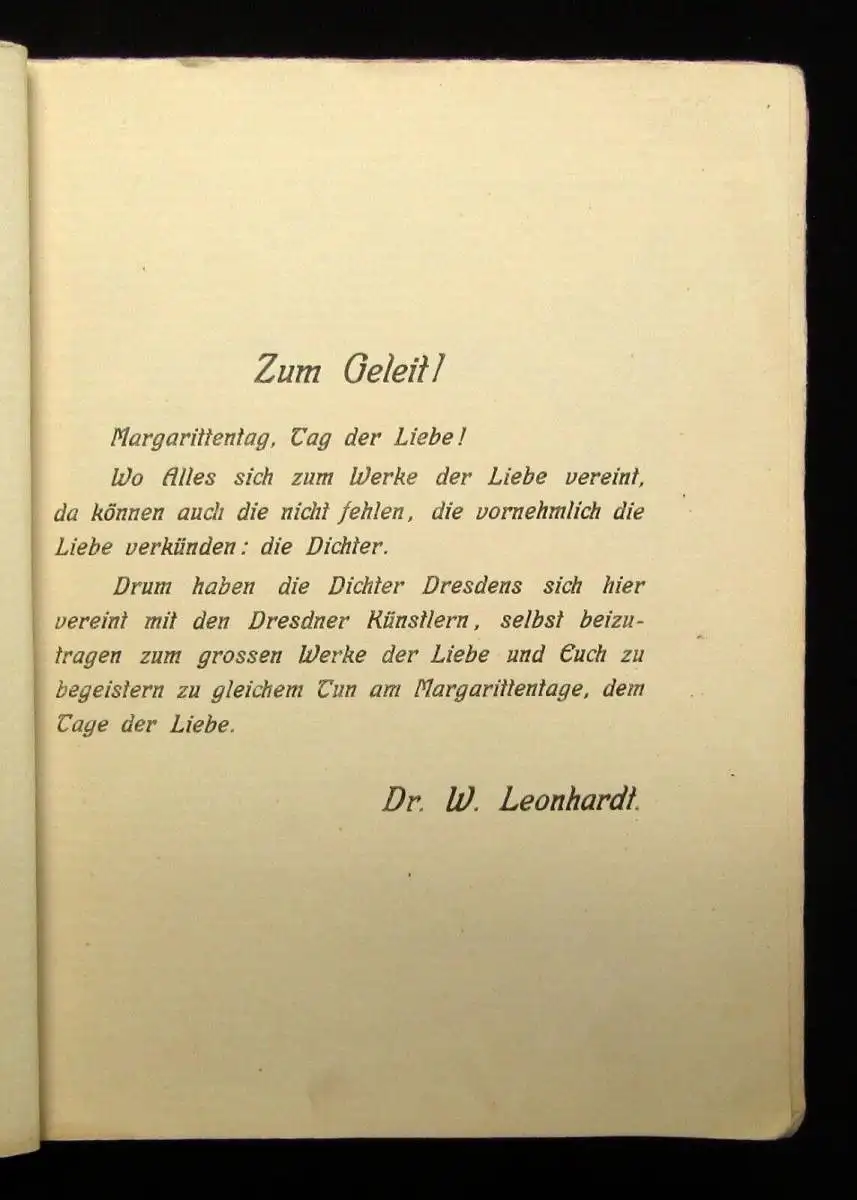 Zum Geleit!
Margarittentag, Tag der Liebe!
Wo Alles sich zum Werke der Liebe vereint,
da können auch die nicht fehlen, die vornehmlich die
Liebe verkünden: die Dichter.
Drum haben die Dichter Dresdens sich hier
vereint mit den Dresdner Künstlern, selbst beizu-
tragen zum grossen Werke der Liebe und Euch zu
begeistern zu gleichem Tun am Margarittentage, dem
Tage der Liebe.
Dr. W. Leonhardt.